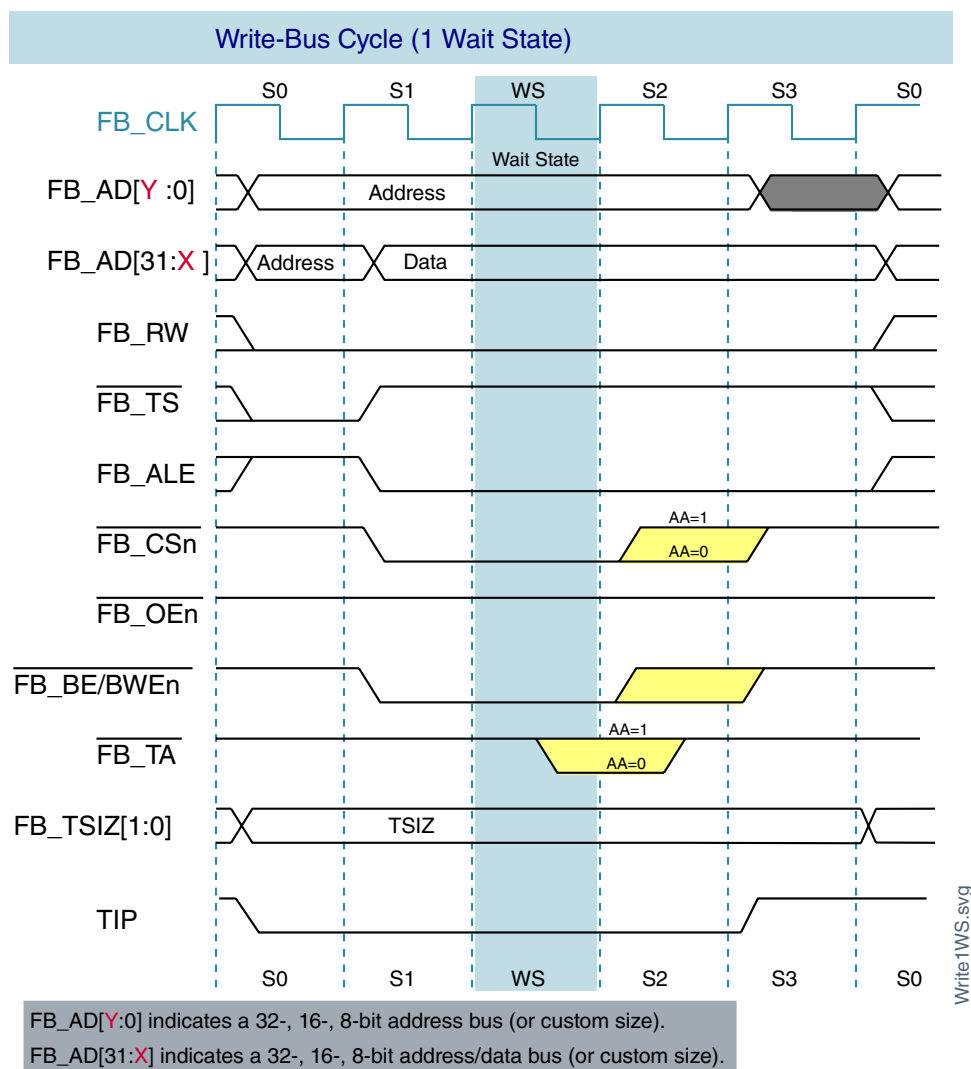 Write-Bus Cycle (1 Wait State)
S0 S1 WS S2 S3 S0
FB_CLK
Wait State
FB_AD[Y :0] Address
FB_AD[31:X ] Address Data
FB_RW
FB_TS
FB_ALE
AA=1
FB_CSn AA=0
FB_OEn
FB_BE/BWEn
AA=1
FB_TA AA=0
FB_TSIZ[1:0] TSIZ
TIP
S0 S1 WS S2 S3 S0
Write1WS.svg
FB_AD[Y:0] indicates a 32-, 16-, 8-bit address bus (or custom size).
FB_AD[31:X] indicates a 32-, 16-, 8-bit address/data bus (or custom size).